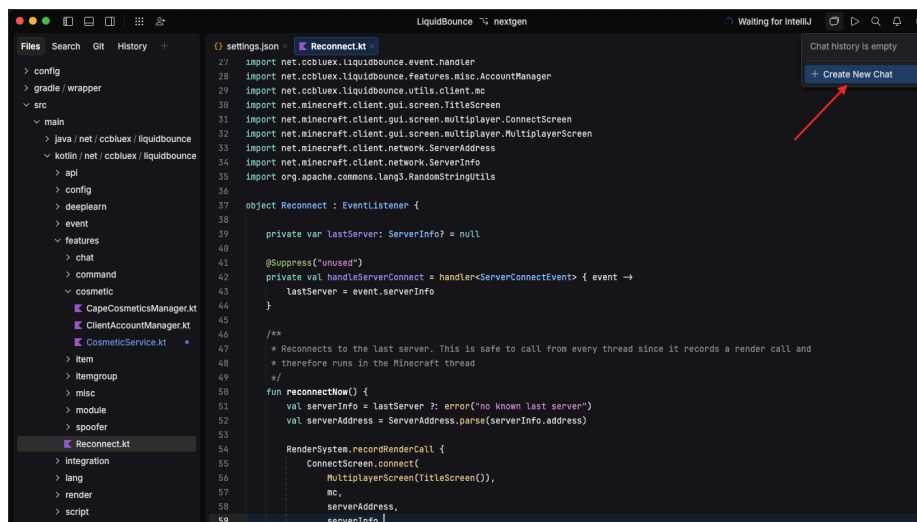 LiquidBounce nextgen
Waiting for IntelliJ
Files Search Git History +
settings.json ×
Reconnect.kt ×
Chat history is empty
+ Create New Chat
> config
> gradle / wrapper
src
main
> java / net / ccbluex / liquidbounce
kotlin / net / ccbluex / liquidbounce
> api
> config
> deeplearn
> event
features
> chat
> command
cosmetic
CapeCosmeticsManager.kt
ClientAccountManager.kt
CosmeticService.kt
> item
> itemgroup
> misc
> module
> spoofer
Reconnect.kt
> integration
> lang
> render
> script
27 import net.ccbluex.liquidbounce.event.handler
28 import net.ccbluex.liquidbounce.features.misc.AccountManager
29 import net.ccbluex.liquidbounce.utils.client.mc
30 import net.minecraft.client.gui.screen.TitleScreen
31 import net.minecraft.client.gui.screen.multiplayer.ConnectScreen
32 import net.minecraft.client.gui.screen.multiplayer.MultiplayerScreen
33 import net.minecraft.client.network.ServerAddress
34 import net.minecraft.client.network.ServerInfo
35 import org.apache.commons.lang3.RandomStringUtils
36
37 object Reconnect : EventListener {
38
39 private var lastServer: ServerInfo? = null
40
41 @Suppress("unused")
42 private val handleServerConnect = handler<ServerConnectEvent> { event →
43 lastServer = event.serverInfo
44 }
45
46 /**
47 * Reconnects to the last server. This is safe to call from every thread since it records a render call and
48 * therefore runs in the Minecraft thread
49 */
50 fun reconnectNow() {
51 val serverInfo = lastServer ?: error("no known last server")
52 val serverAddress = ServerAddress.parse(serverInfo.address)
53
54 RenderSystem.recordRenderCall {
55 ConnectScreen.connect(
56 MultiplayerScreen(TitleScreen()),
57 mc,
58 serverAddress,
59 serverInfo,